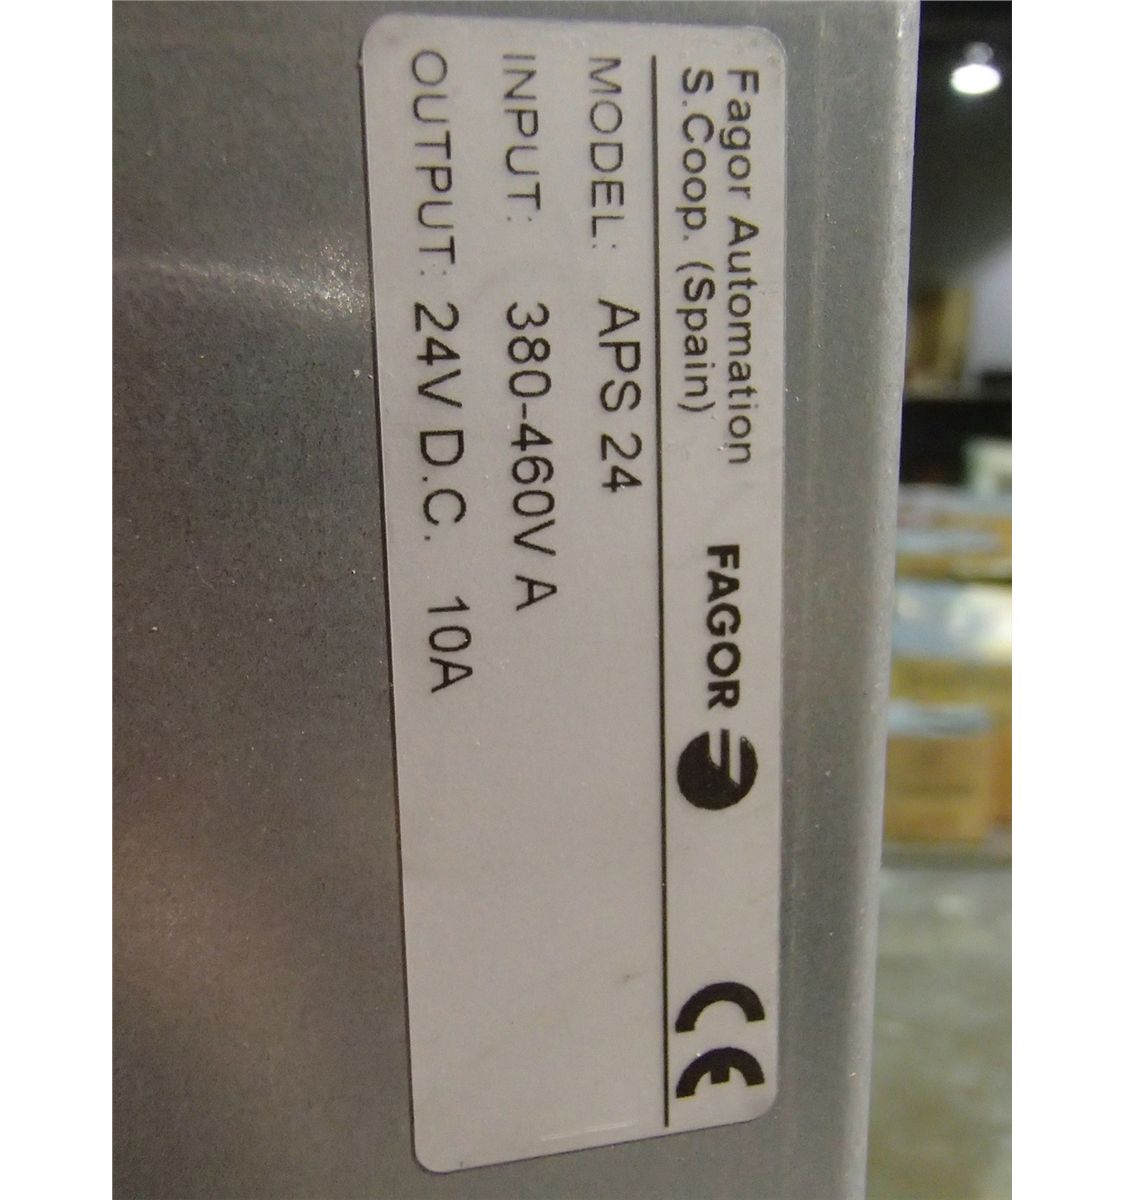 Fagor Automation
S.Coop. (Spain)
FAGOR
CE
MODEL: APS 24
INPUT: 380-460V A
OUTPUT: 24V D.C. 10A